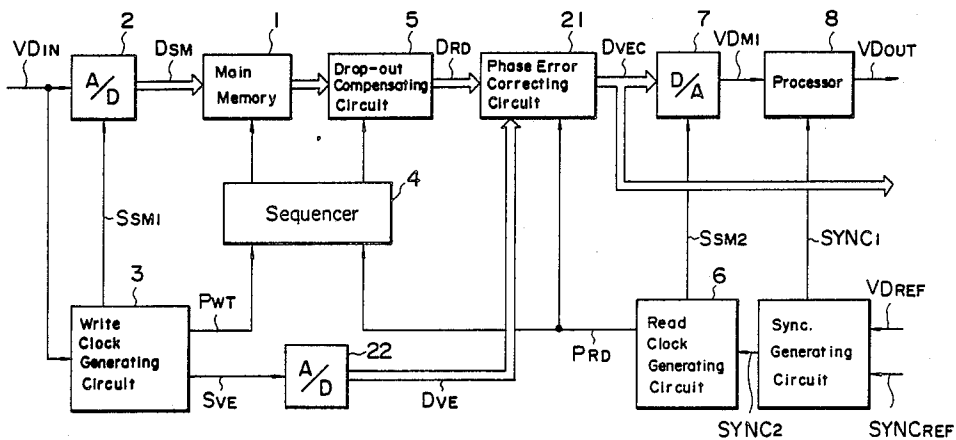 2
1
5
21
7
8
VDIN
DSM
DRD
DVEC
VDM1
VDOUT
A/D
Main
Memory
Drop-out
Compensating
Circuit
Phase Error
Correcting
Circuit
D/A
Processor
4
Sequencer
SSM1
SSM2
SYNC1
3
PWT
6
VDREF
Write
Clock
Generating
Circuit
22
A/D
SVE
DVE
PRD
Read
Clock
Generating
Circuit
Sync.
Generating
Circuit
SYNC2
SYNCREF